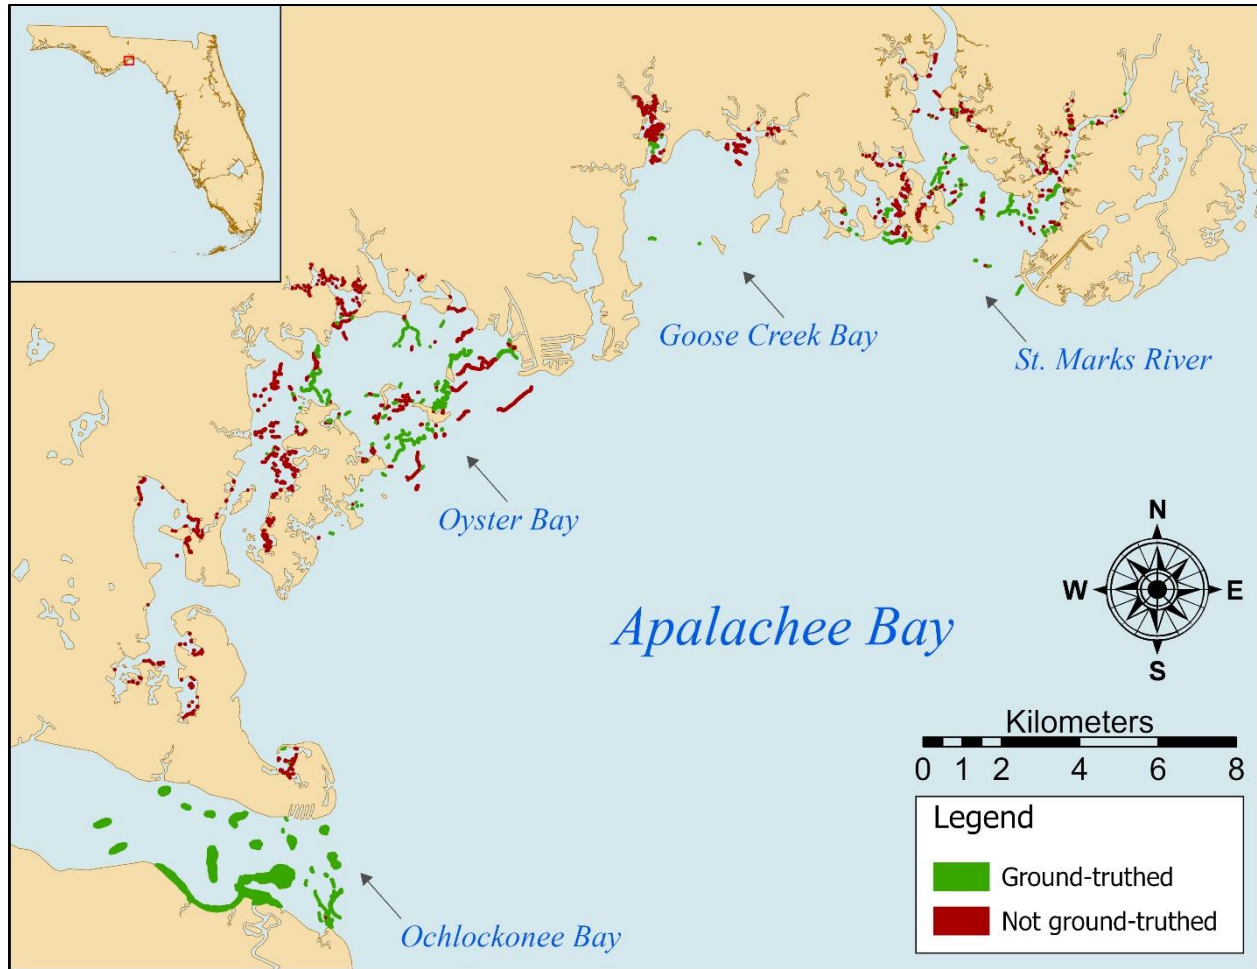 Goose Creek Bay
St. Marks River
Oyster Bay
Apalachee Bay
Ochlockonee Bay
N
W
E
S
Kilometers
0 1 2 4 6 8
Legend
Ground-truthed
Not ground-truthed